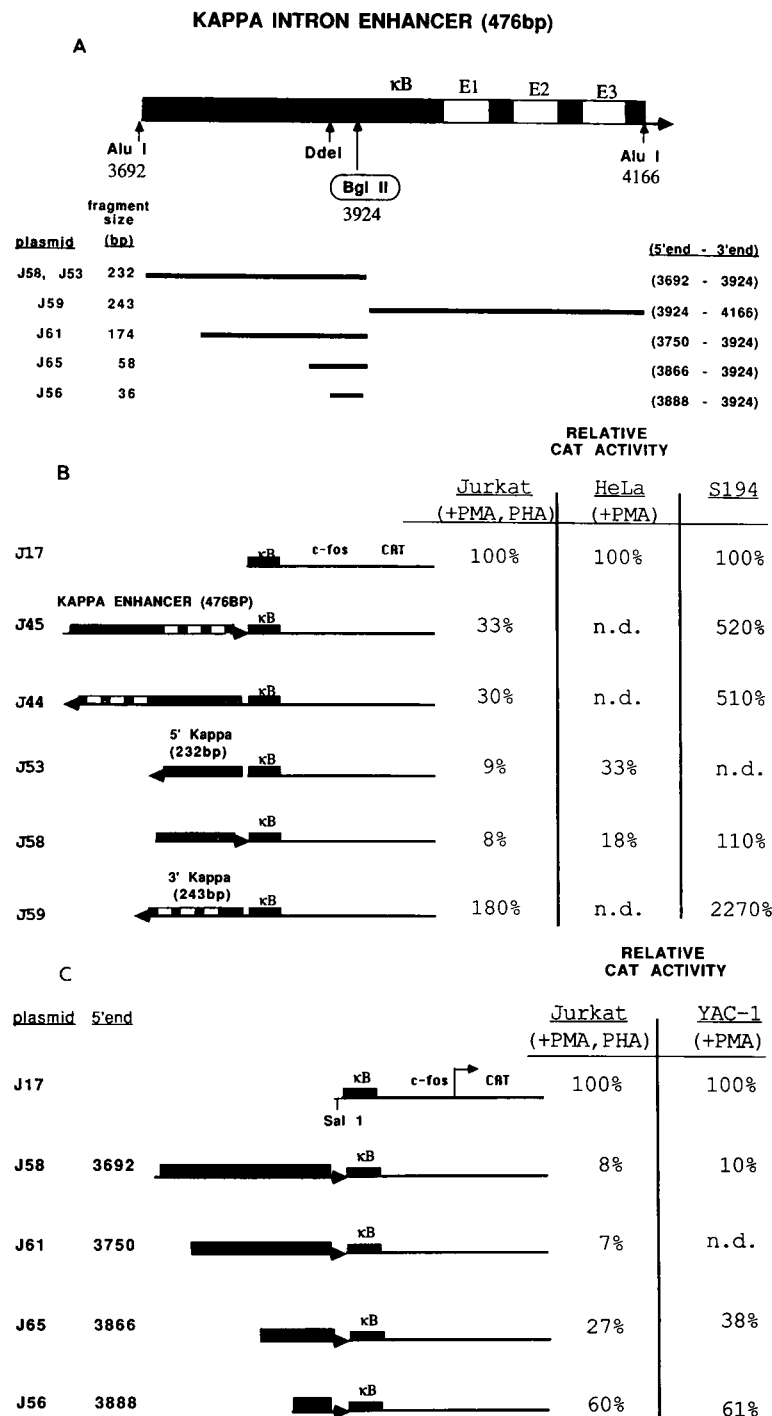 KAPPA INTRON ENHANCER (476bp)
A
κB E1 E2 E3
Alu I DdeI Alu I
3692 Bgl II 4166
3924
fragment size
plasmid (bp) (5'end - 3'end)
J58, J53 232 (3692 - 3924)
J59 243 (3924 - 4166)
J61 174 (3750 - 3924)
J65 58 (3866 - 3924)
J56 36 (3888 - 3924)
RELATIVE
CAT ACTIVITY
B
Jurkat HeLa S194
(+PMA,PHA) (+PMA)
J17 κB c-fos CAT 100% 100% 100%
KAPPA ENHANCER (476BP)
J45 κB 33% n.d. 520%
J44 κB 30% n.d. 510%
5' Kappa
(232bp)
J53 κB 9% 33% n.d.
J58 κB 8% 18% 110%
3' Kappa
(243bp)
J59 κB 180% n.d. 2270%
RELATIVE
CAT ACTIVITY
C
plasmid 5'end Jurkat YAC-1
(+PMA,PHA) (+PMA)
J17 κB c-fos CAT 100% 100%
Sal 1
J58 3692 κB 8% 10%
J61 3750 κB 7% n.d.
J65 3866 κB 27% 38%
J56 3888 κB 60% 61%